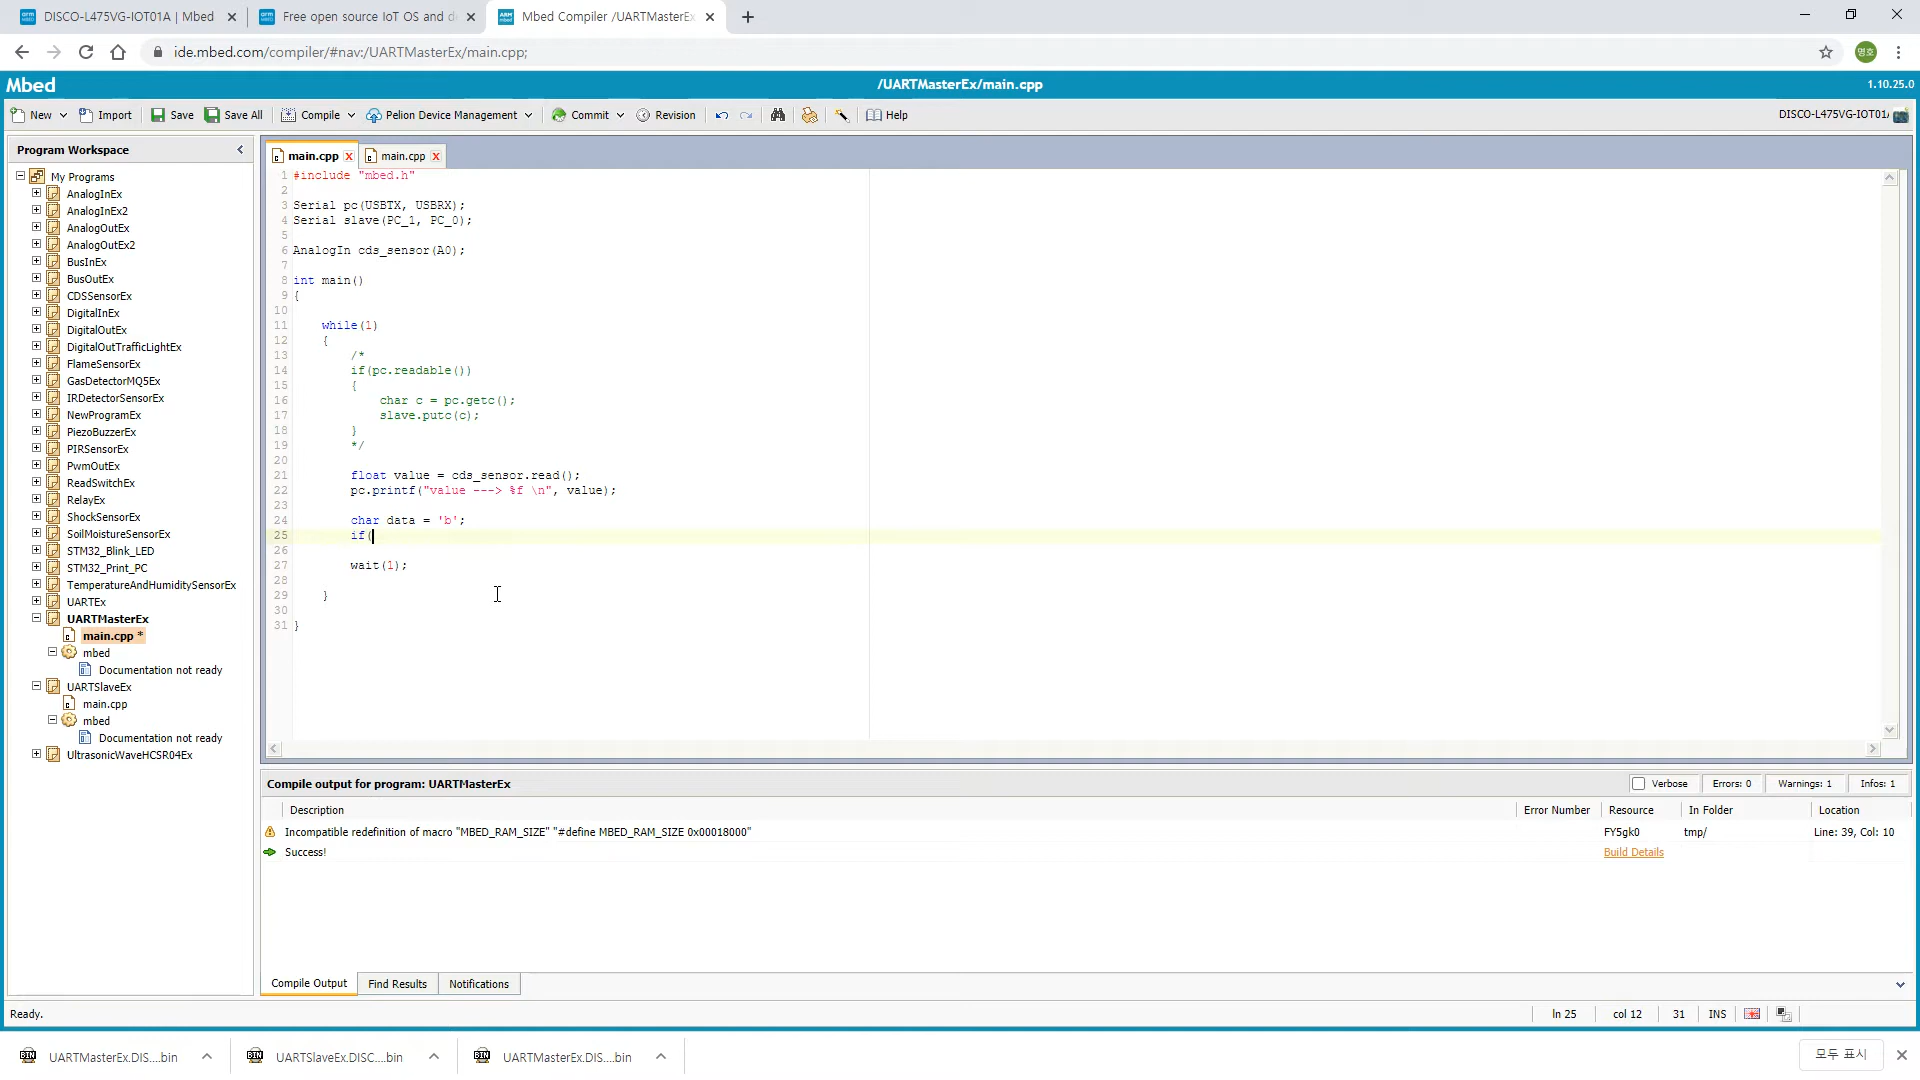 DISCO-L475VG-IOT01A | Mbed
Free open source IoT OS and d
Mbed Compiler /UARTMasterEx
ide.mbed.com/compiler/#nav:/UARTMasterEx/main.cpp;
명호
Mbed
/UARTMasterEx/main.cpp
1.10.25.0
New
Import
Save
Save All
Compile
Pelion Device Management
Commit
Revision
Help
DISCO-L475VG-IOT01
Program Workspace
My Programs
AnalogInEx
AnalogInEx2
AnalogOutEx
AnalogOutEx2
BusInEx
BusOutEx
CDSSensorEx
DigitalInEx
DigitalOutEx
DigitalOutTrafficLightEx
FlameSensorEx
GasDetectorMQ5Ex
IRDetectorSensorEx
NewProgramEx
PiezoBuzzerEx
PIRSensorEx
PwmOutEx
ReadSwitchEx
RelayEx
ShockSensorEx
SoilMoistureSensorEx
STM32_Blink_LED
STM32_Print_PC
TemperatureAndHumiditySensorEx
UARTEx
UARTMasterEx
main.cpp *
mbed
Documentation not ready
UARTSlaveEx
main.cpp
mbed
Documentation not ready
UltrasonicWaveHCSR04Ex
main.cpp
main.cpp
1 #include "mbed.h"
2
3 Serial pc(USBTX, USBRX);
4 Serial slave(PC_1, PC_0);
5
6 AnalogIn cds_sensor(A0);
7
8 int main()
9 {
10
11 while(1)
12 {
13 /*
14 if(pc.readable())
15 {
16 char c = pc.getc();
17 slave.putc(c);
18 }
19 */
20
21 float value = cds_sensor.read();
22 pc.printf("value ---> %f \n", value);
23
24 char data = 'b';
25 if(
26
27 wait(1);
28
29 }
30
31 }
Compile output for program: UARTMasterEx
Verbose
Errors: 0
Warnings: 1
Infos: 1
Description
Error Number
Resource
In Folder
Location
Incompatible redefinition of macro "MBED_RAM_SIZE" "#define MBED_RAM_SIZE 0x00018000"
FY5gk0
tmp/
Line: 39, Col: 10
Success!
Build Details
Compile Output
Find Results
Notifications
Ready.
ln 25
col 12
31
INS
UARTMasterEx.DIS....bin
UARTSlaveEx.DISC....bin
UARTMasterEx.DIS....bin
모두 표시